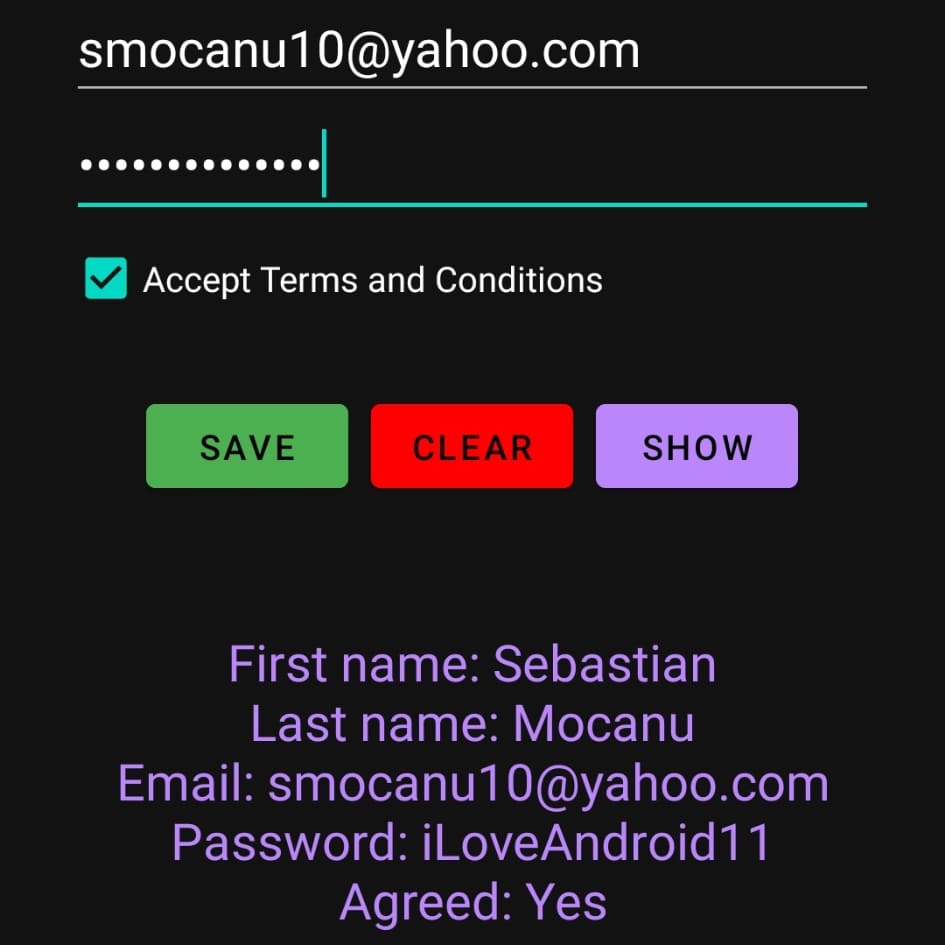 smocanu10@yahoo.com
••••••••••••••
Accept Terms and Conditions
SAVE CLEAR SHOW
First name: Sebastian
Last name: Mocanu
Email: smocanu10@yahoo.com
Password: iLoveAndroid11
Agreed: Yes